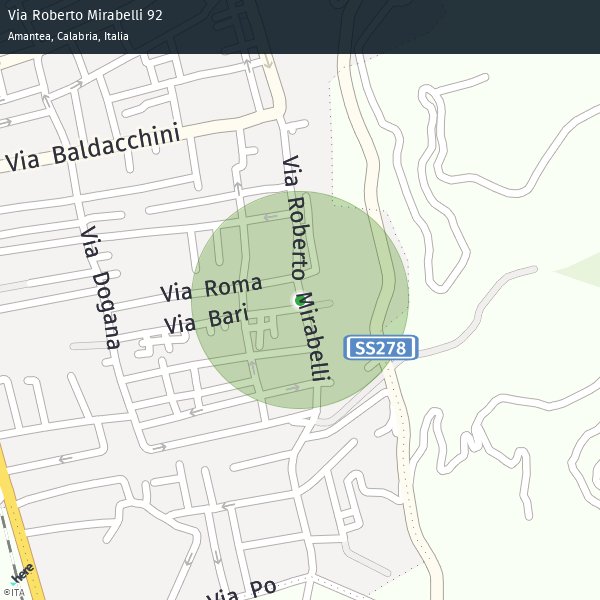 Via Roberto Mirabelli 92
Amantea, Calabria, Italia
Via Baldacchini
Via Roberto Mirabelli
Via Dogana
Via Roma
Via Bari
SS278
Via Po
here
©ITA